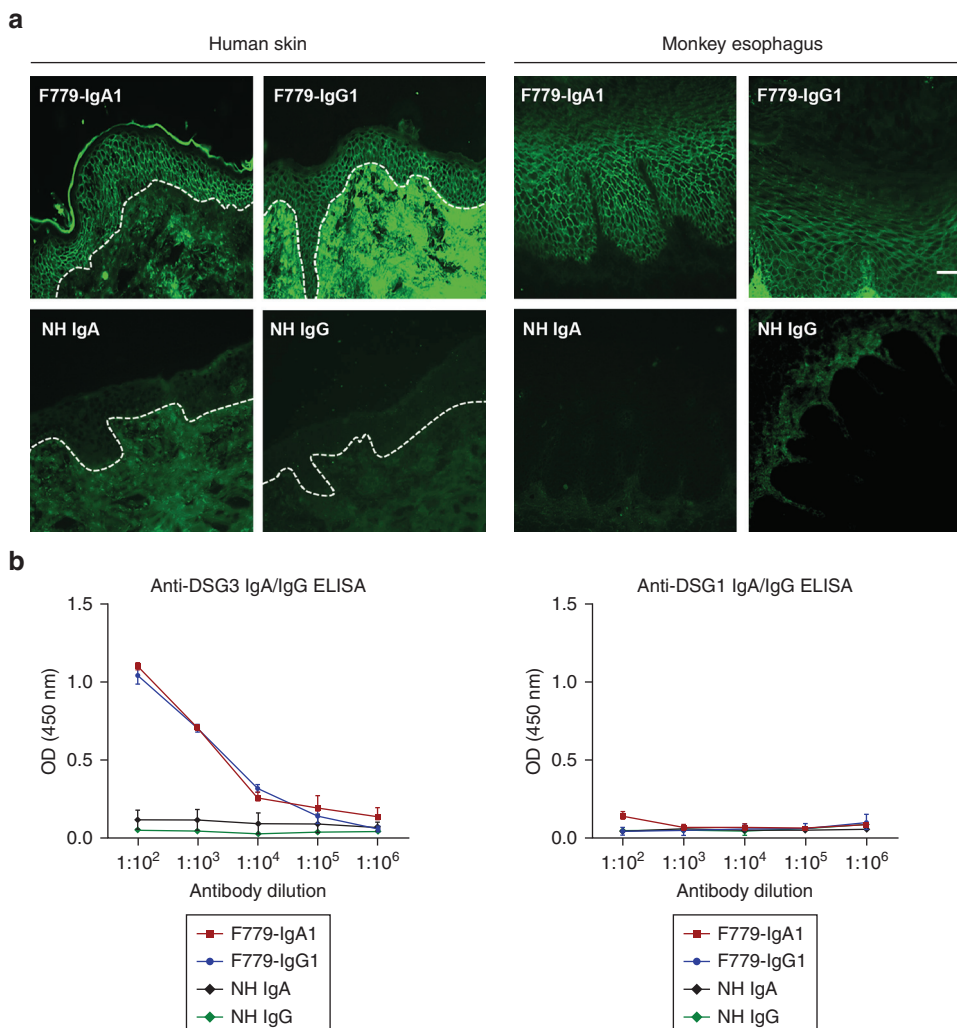 a
Human skin
Monkey esophagus
F779-IgA1
F779-IgG1
F779-IgA1
F779-IgG1
NH IgA
NH IgG
NH IgA
NH IgG
b
Anti-DSG3 IgA/IgG ELISA
1.5
1.0
0.5
0.0
OD (450 nm)
1:10²
1:10³
1:10⁴
1:10⁵
1:10⁶
Antibody dilution
F779-IgA1
F779-IgG1
NH IgA
NH IgG
Anti-DSG1 IgA/IgG ELISA
1.5
1.0
0.5
0.0
OD (450 nm)
1:10²
1:10³
1:10⁴
1:10⁵
1:10⁶
Antibody dilution
F779-IgA1
F779-IgG1
NH IgA
NH IgG